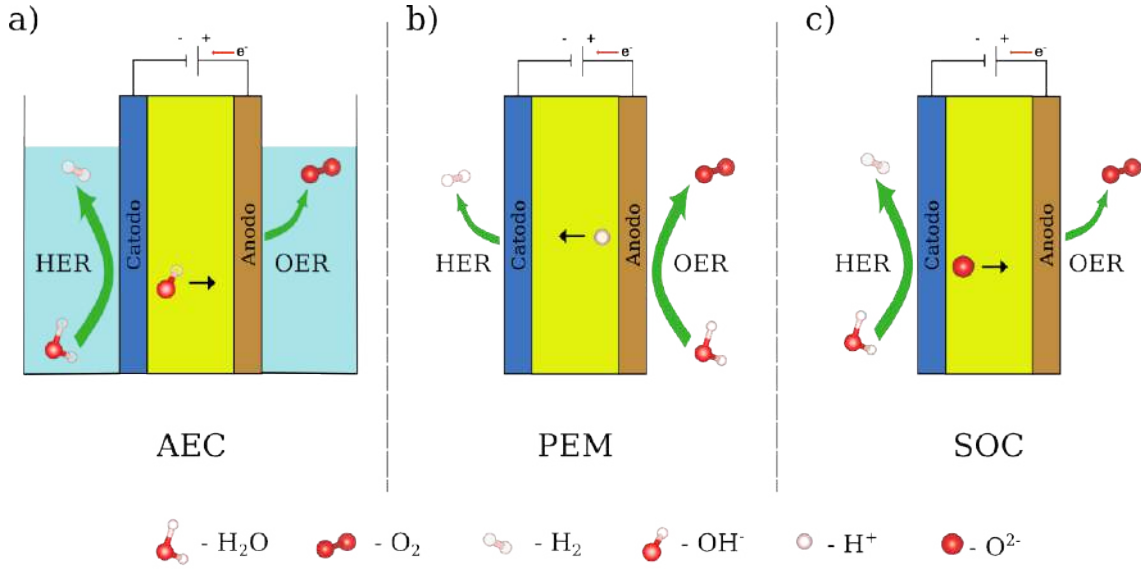 a)
b)
c)
- + e-
- + e-
- + e-
Catodo
Anodo
HER
OER
Catodo
Anodo
HER
OER
Catodo
Anodo
HER
OER
AEC
PEM
SOC
- H₂O - O₂ - H₂ - OH⁻ - H⁺ - O²⁻